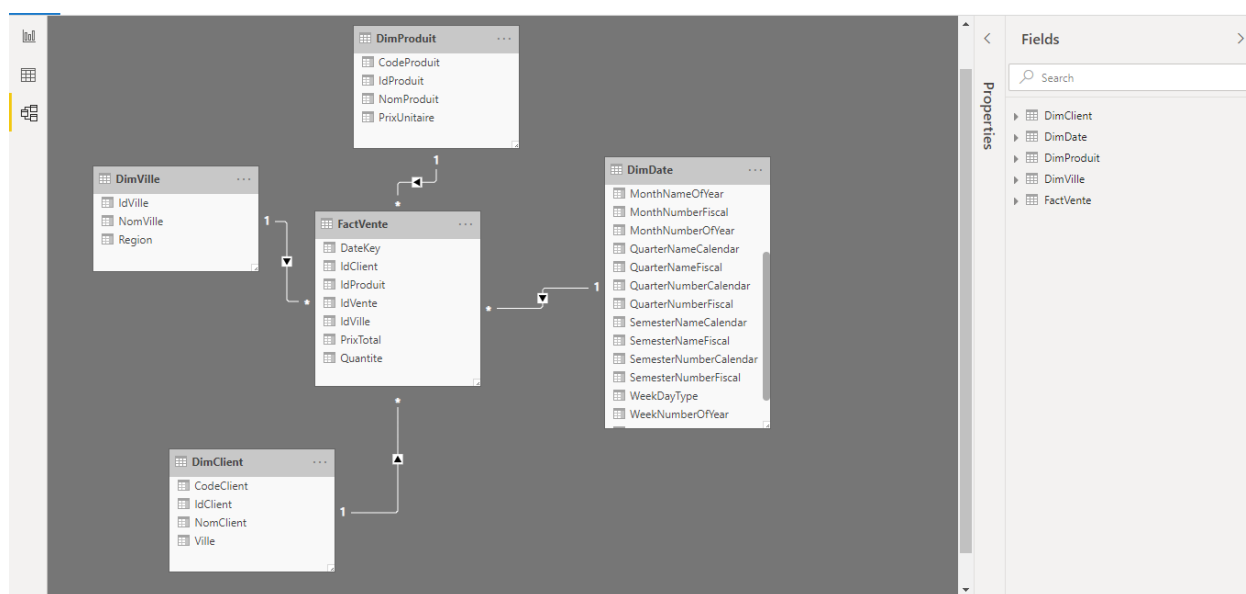 DimProduit
CodeProduit
IdProduit
NomProduit
PrixUnitaire
1
*
DimVille
IdVille
NomVille
Region
1
*
FactVente
DateKey
IdClient
IdProduit
IdVente
IdVille
PrixTotal
Quantite
*
1
*
DimDate
MonthNameOfYear
MonthNumberFiscal
MonthNumberOfYear
QuarterNameCalendar
QuarterNameFiscal
QuarterNumberCalendar
QuarterNumberFiscal
SemesterNameCalendar
SemesterNameFiscal
SemesterNumberCalendar
SemesterNumberFiscal
WeekDayType
WeekNumberOfYear
DimClient
CodeClient
IdClient
NomClient
Ville
1
Properties
Fields
Search
DimClient
DimDate
DimProduit
DimVille
FactVente